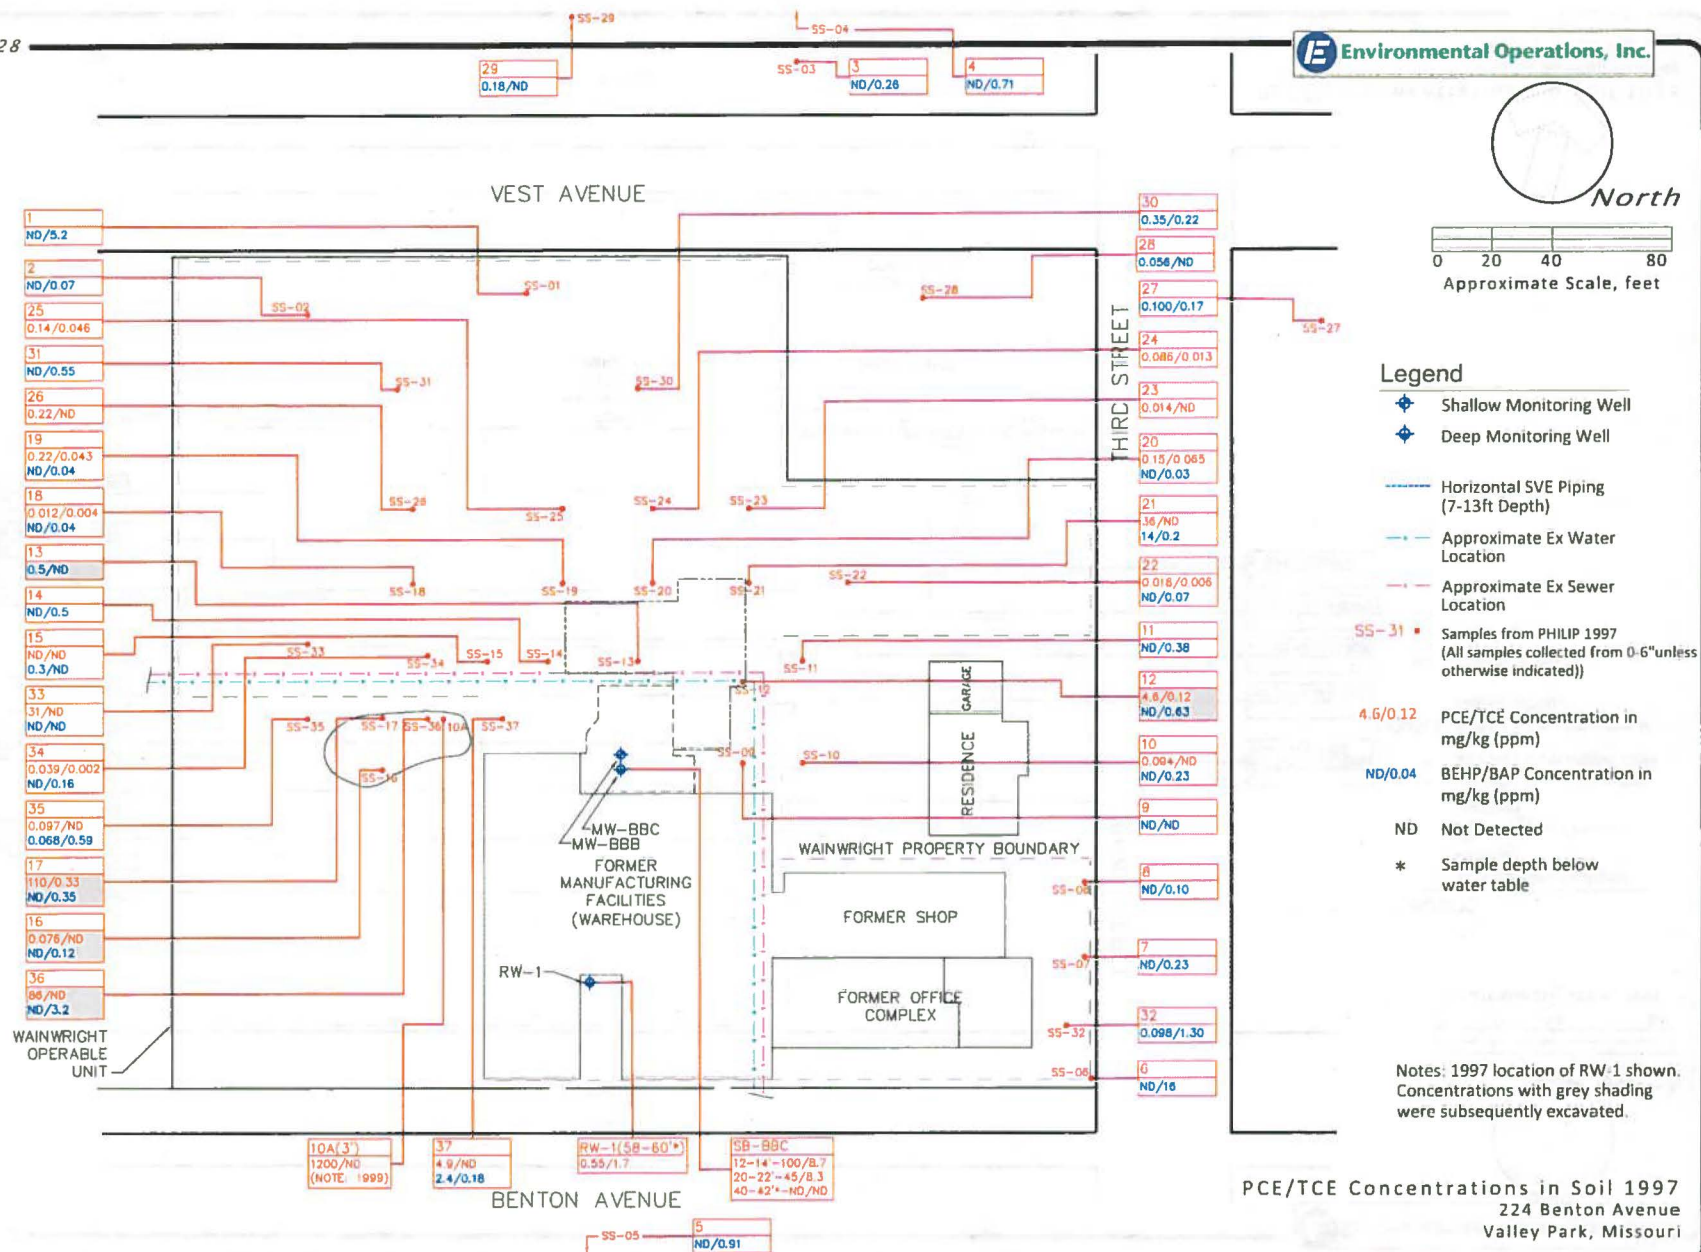 28
SS-29
SS-04
SS-03
29
0.18/ND
3
ND/0.26
4
ND/0.71
E Environmental Operations, Inc.
North
0 20 40 80
Approximate Scale, feet
VEST AVENUE
1
ND/5.2
2
ND/0.07
25
0.14/0.046
31
ND/0.55
26
0.22/ND
19
0.22/0.043
ND/0.04
18
0.012/0.004
ND/0.04
13
0.5/ND
14
ND/0.5
15
ND/ND
0.3/ND
33
31/ND
ND/ND
34
0.039/0.002
ND/0.16
35
0.097/ND
0.068/0.59
17
110/0.33
ND/0.35
16
0.076/ND
ND/0.12
36
86/ND
ND/3.2
WAINWRIGHT
OPERABLE
UNIT
SS-01
SS-02
SS-28
SS-27
SS-31
SS-30
SS-26
SS-25
SS-24
SS-23
SS-18
SS-19
SS-20
SS-21
SS-22
SS-33
SS-34
SS-15
SS-14
SS-13
SS-11
SS-12
SS-35
SS-17
SS-36
10A
SS-37
SS-16
SS-09
SS-10
THIRD STREET
GARAGE
RESIDENCE
MW-BBC
MW-BBB
FORMER
MANUFACTURING
FACILITIES
(WAREHOUSE)
WAINWRIGHT PROPERTY BOUNDARY
SS-08
FORMER SHOP
SS-07
RW-1
FORMER OFFICE
COMPLEX
SS-32
SS-06
30
0.35/0.22
28
0.056/ND
27
0.100/0.17
24
0.086/0.013
23
0.014/ND
20
0.15/0.065
ND/0.03
21
36/ND
14/0.2
22
0.016/0.006
ND/0.07
11
ND/0.38
12
4.6/0.12
ND/0.63
10
0.094/ND
ND/0.23
9
ND/ND
8
ND/0.10
7
ND/0.23
32
0.098/1.30
6
ND/16
10A(3')
1200/ND
(NOTE: 1999)
37
4.9/ND
2.4/0.18
RW-1(58-60'*)
0.55/1.7
SB-BBC
12-14'-100/8.7
20-22'-45/8.3
40-42'*-ND/ND
BENTON AVENUE
SS-05
5
ND/0.91
Legend
Shallow Monitoring Well
Deep Monitoring Well
Horizontal SVE Piping
(7-13ft Depth)
Approximate Ex Water
Location
Approximate Ex Sewer
Location
SS-31 Samples from PHILIP 1997
(All samples collected from 0-6"unless
otherwise indicated))
4.6/0.12 PCE/TCE Concentration in
mg/kg (ppm)
ND/0.04 BEHP/BAP Concentration in
mg/kg (ppm)
ND Not Detected
* Sample depth below
water table
Notes: 1997 location of RW-1 shown.
Concentrations with grey shading
were subsequently excavated.
PCE/TCE Concentrations in Soil 1997
224 Benton Avenue
Valley Park, Missouri